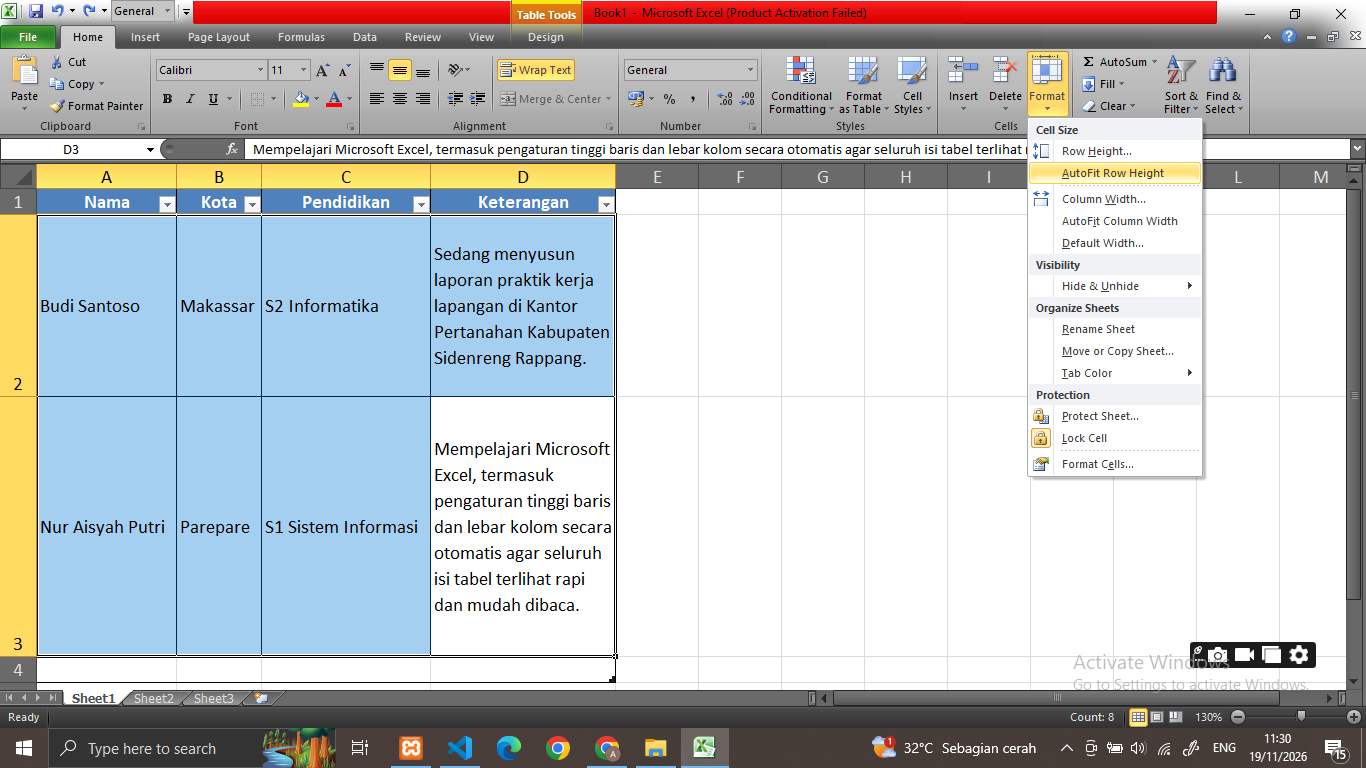 General
Table Tools
Book1 - Microsoft Excel (Product Activation Failed)
File Home Insert Page Layout Formulas Data Review View Design
Paste
Cut
Copy
Format Painter
Clipboard
Calibri 11
B I U
Font
Wrap Text
Merge & Center
Alignment
General
% ,
Number
Conditional Formatting
Format as Table
Cell Styles
Styles
Insert
Delete
Format
Cells
AutoSum
Fill
Clear
Sort & Filter
Find & Select
D3
fx
Mempelajari Microsoft Excel, termasuk pengaturan tinggi baris dan lebar kolom secara otomatis agar seluruh isi tabel terlihat
Cell Size
Row Height...
AutoFit Row Height
Column Width...
AutoFit Column Width
Default Width...
Visibility
Hide & Unhide
Organize Sheets
Rename Sheet
Move or Copy Sheet...
Tab Color
Protection
Protect Sheet...
Lock Cell
Format Cells...
A B C D E F G H I L M
1 Nama Kota Pendidikan Keterangan
2 Budi Santoso Makassar S2 Informatika
Sedang menyusun
laporan praktik kerja
lapangan di Kantor
Pertanahan Kabupaten
Sidenreng Rappang.
3 Nur Aisyah Putri Parepare S1 Sistem Informasi
Mempelajari Microsoft
Excel, termasuk
pengaturan tinggi baris
dan lebar kolom secara
otomatis agar seluruh
isi tabel terlihat rapi
dan mudah dibaca.
4
Activate Windows
Go to Settings to activate Windows.
Sheet1 Sheet2 Sheet3
Ready
Count: 8
130%
Type here to search
32°C Sebagian cerah
ENG
11:30
19/11/2026
15